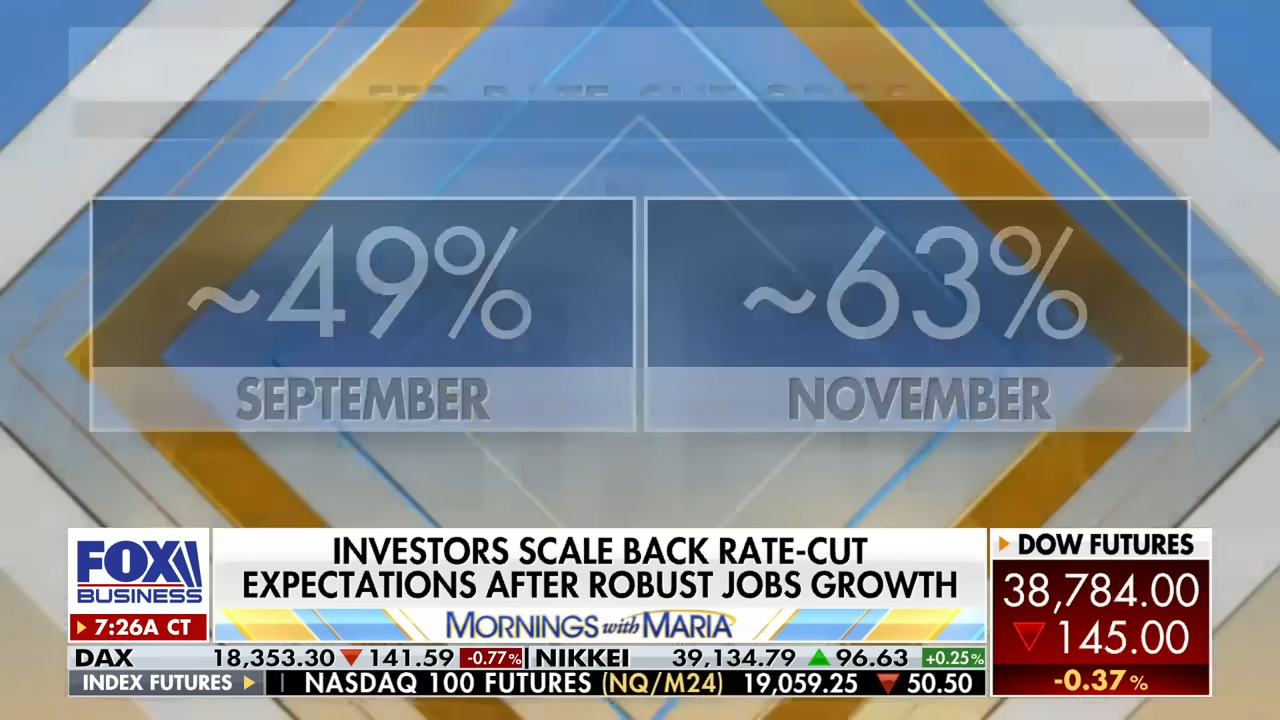 ~49%
~63%
SEPTEMBER
NOVEMBER
FOX
BUSINESS
7:26A CT
INVESTORS SCALE BACK RATE-CUT
EXPECTATIONS AFTER ROBUST JOBS GROWTH
MORNINGS with MARIA
DOW FUTURES
38,784.00
145.00
-0.37%
DAX 18,353.30 141.59 -0.77% NIKKEI 39,134.79 96.63 +0.25%
INDEX FUTURES NASDAQ 100 FUTURES (NQ/M24) 19,059.25 50.50